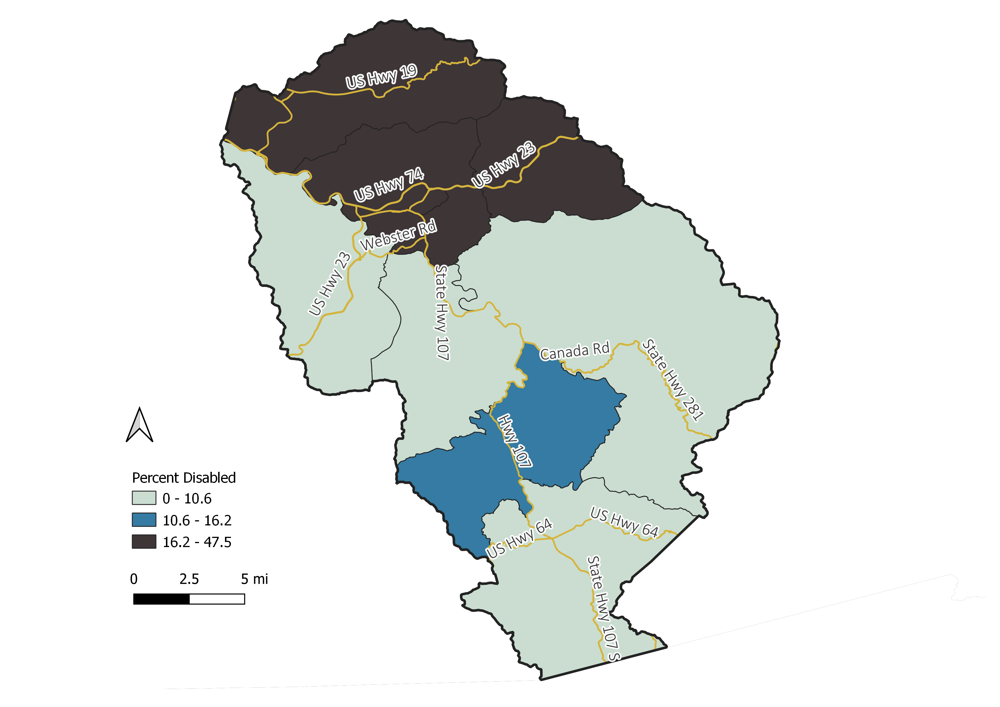 US Hwy 19
US Hwy 23
US Hwy 74
Webster Rd
US Hwy 23
State Hwy 107
Canada Rd
State Hwy 281
Hwy 107
US Hwy 64
US Hwy 64
State Hwy 107 S
Percent Disabled
0 - 10.6
10.6 - 16.2
16.2 - 47.5
0 2.5 5 mi